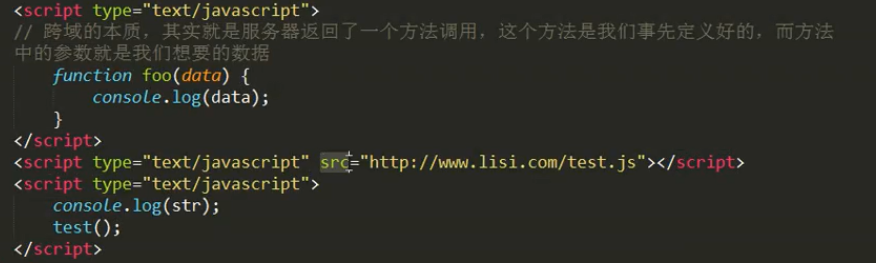 <script type="text/javascript">
// 跨域的本质，其实就是服务器返回了一个方法调用，这个方法是我们事先定义好的，而方法
中的参数就是我们想要的数据
function foo(data) {
console.log(data);
}
</script>
<script type="text/javascript" src="http://www.lisi.com/test.js"></script>
<script type="text/javascript">
console.log(str);
test();
</script>